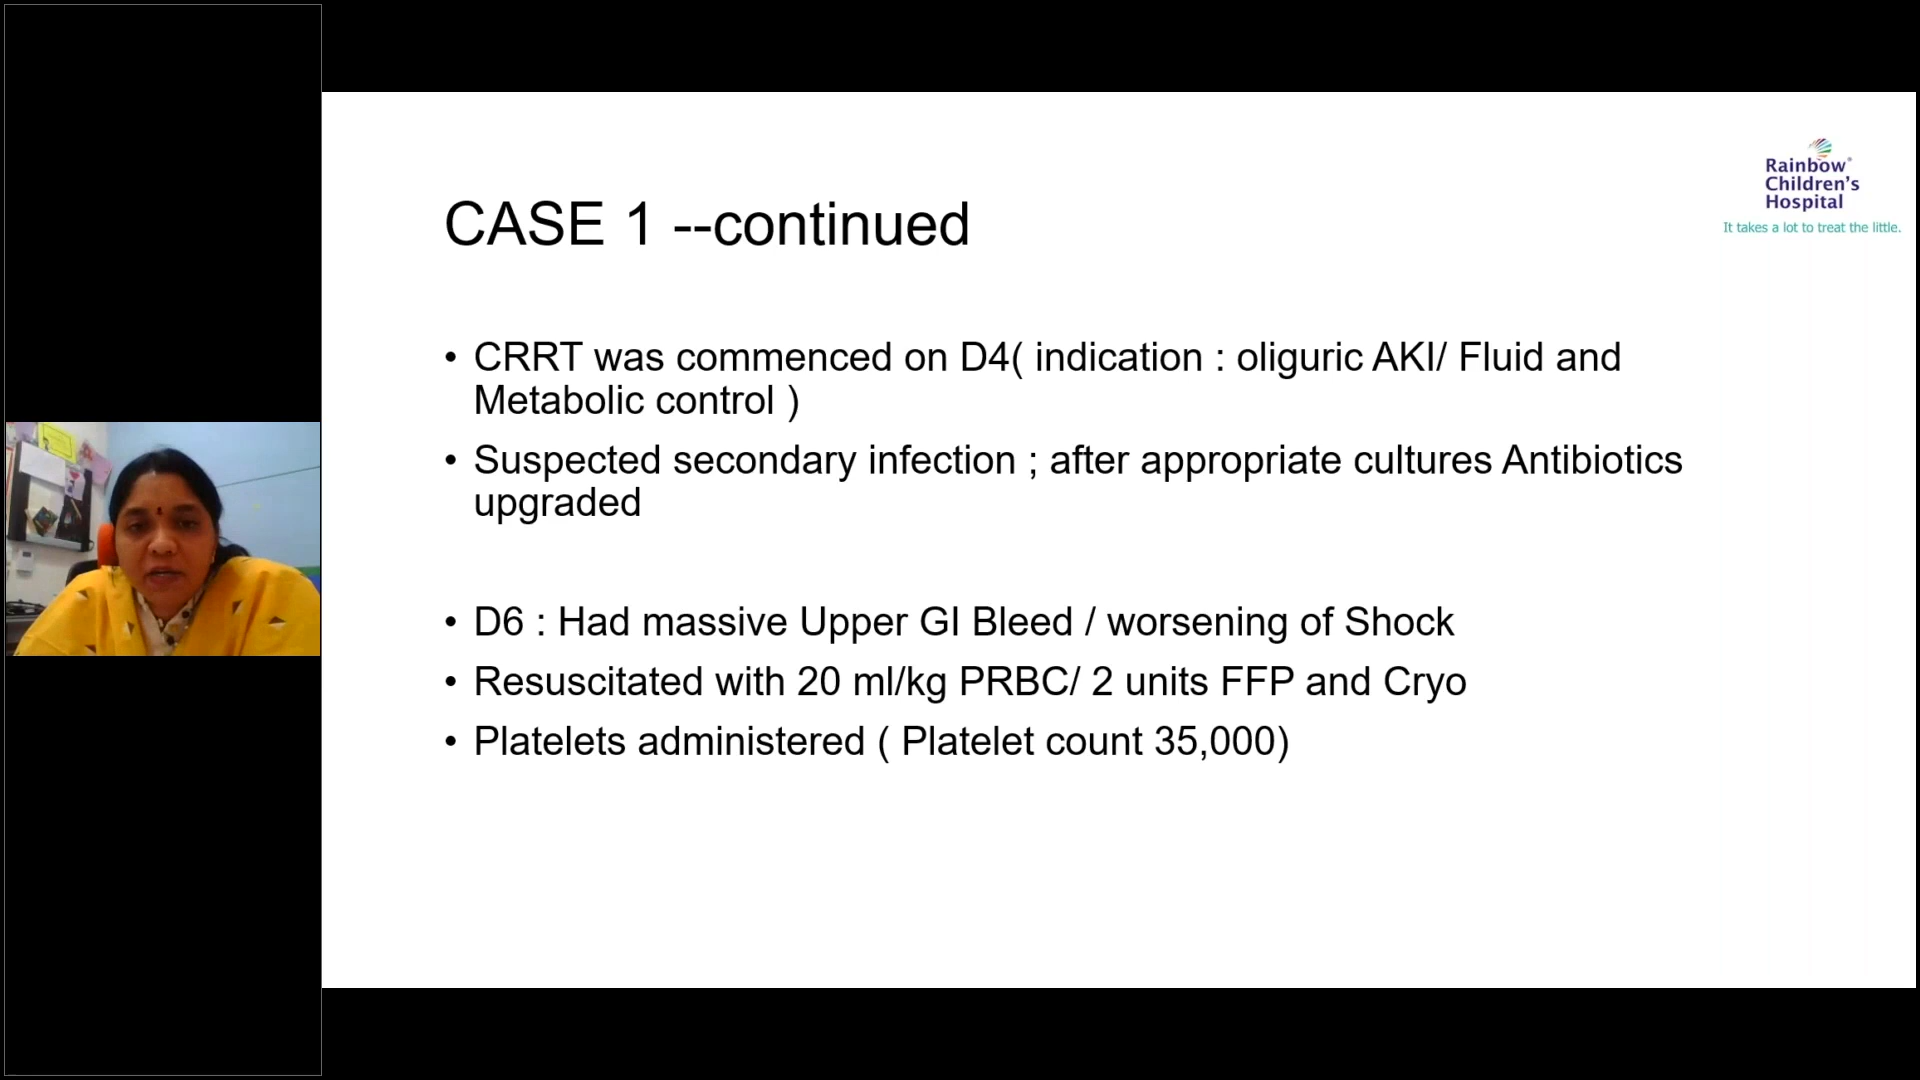 Rainbow®
Children's
Hospital
It takes a lot to treat the little.
CASE 1 --continued
• CRRT was commenced on D4( indication : oliguric AKI/ Fluid and
Metabolic control )
• Suspected secondary infection ; after appropriate cultures Antibiotics
upgraded
• D6 : Had massive Upper GI Bleed / worsening of Shock
• Resuscitated with 20 ml/kg PRBC/ 2 units FFP and Cryo
• Platelets administered ( Platelet count 35,000)